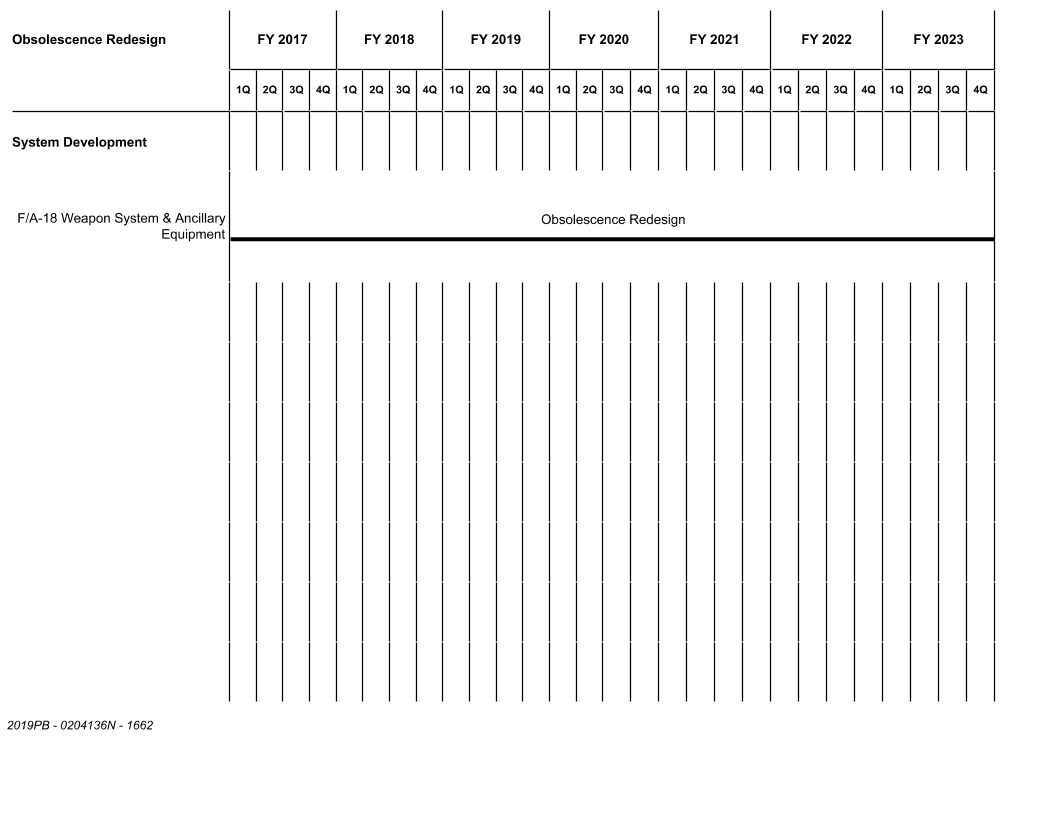 Obsolescence Redesign FY 2017 FY 2018 FY 2019 FY 2020 FY 2021 FY 2022 FY 2023
1Q 2Q 3Q 4Q 1Q 2Q 3Q 4Q 1Q 2Q 3Q 4Q 1Q 2Q 3Q 4Q 1Q 2Q 3Q 4Q 1Q 2Q 3Q 4Q 1Q 2Q 3Q 4Q
System Development
F/A-18 Weapon System & Ancillary
Equipment
Obsolescence Redesign
2019PB - 0204136N - 1662